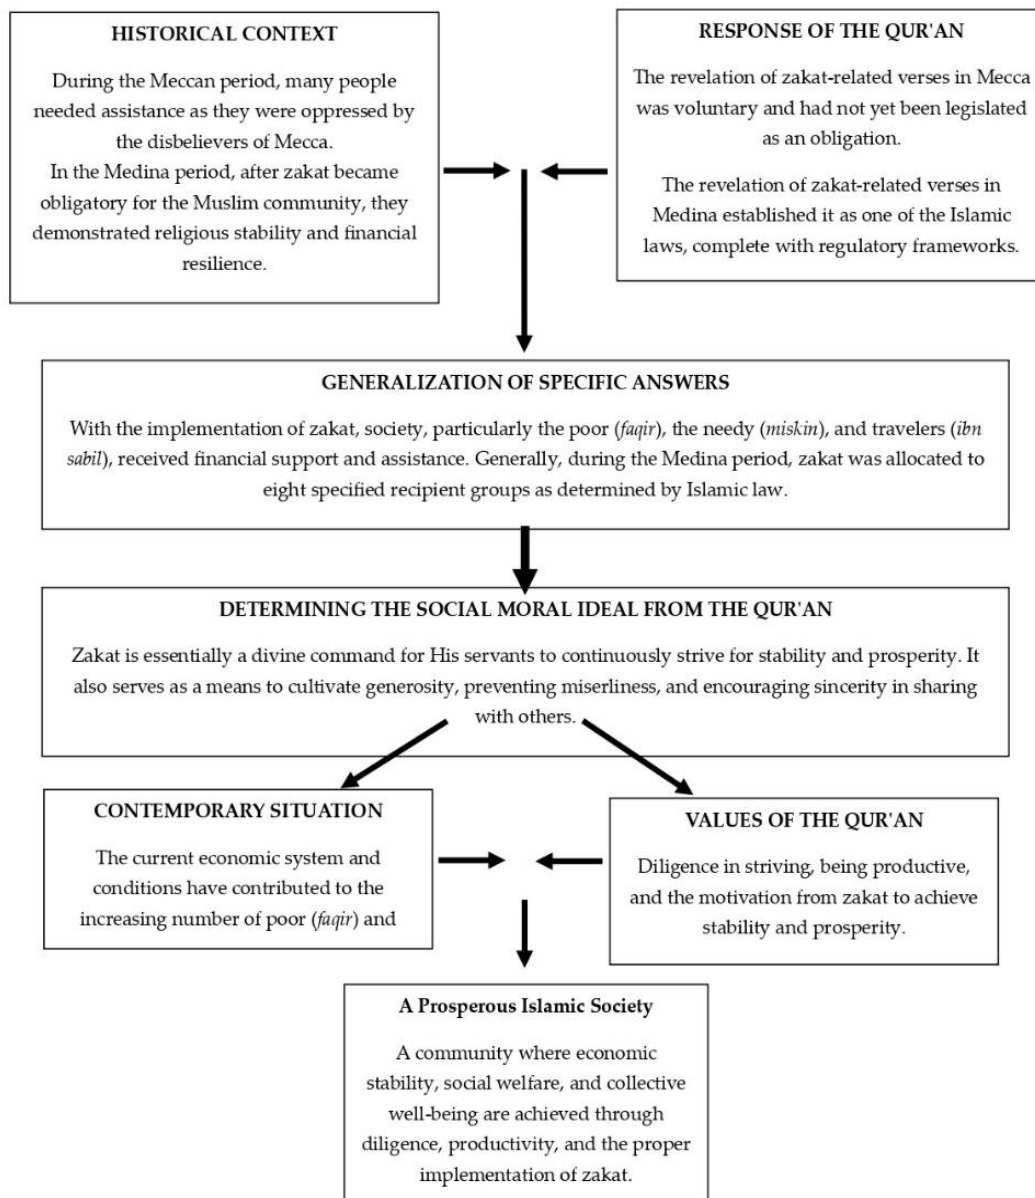 HISTORICAL CONTEXT
During the Meccan period, many people
needed assistance as they were oppressed by
the disbelievers of Mecca.
In the Medina period, after zakat became
obligatory for the Muslim community, they
demonstrated religious stability and financial
resilience.
RESPONSE OF THE QUR'AN
The revelation of zakat-related verses in Mecca
was voluntary and had not yet been legislated
as an obligation.
The revelation of zakat-related verses in
Medina established it as one of the Islamic
laws, complete with regulatory frameworks.
GENERALIZATION OF SPECIFIC ANSWERS
With the implementation of zakat, society, particularly the poor (faqir), the needy (miskin), and travelers (ibn
sabil), received financial support and assistance. Generally, during the Medina period, zakat was allocated to
eight specified recipient groups as determined by Islamic law.
DETERMINING THE SOCIAL MORAL IDEAL FROM THE QUR'AN
Zakat is essentially a divine command for His servants to continuously strive for stability and prosperity. It
also serves as a means to cultivate generosity, preventing miserliness, and encouraging sincerity in sharing
with others.
CONTEMPORARY SITUATION
The current economic system and
conditions have contributed to the
increasing number of poor (faqir) and
VALUES OF THE QUR'AN
Diligence in striving, being productive,
and the motivation from zakat to achieve
stability and prosperity.
A Prosperous Islamic Society
A community where economic
stability, social welfare, and collective
well-being are achieved through
diligence, productivity, and the proper
implementation of zakat.